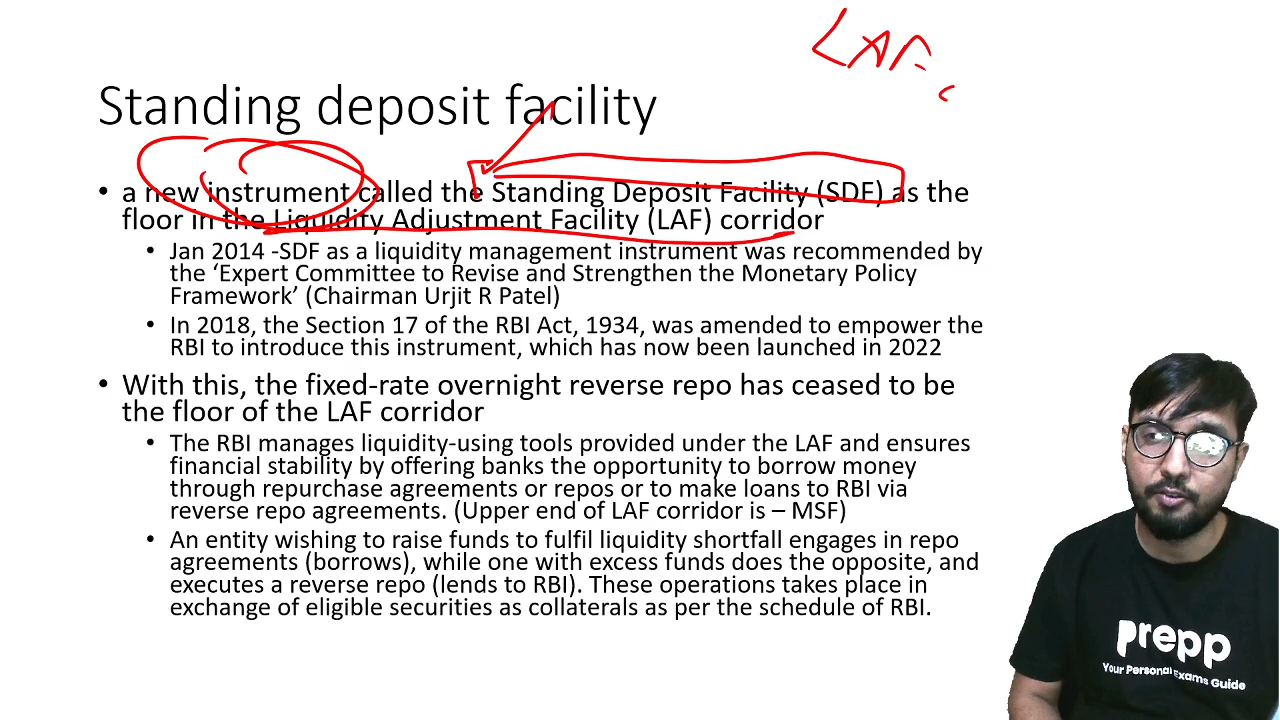 LAF
Standing deposit facility
• a new instrument called the Standing Deposit Facility (SDF) as the
floor in the Liquidity Adjustment Facility (LAF) corridor
• Jan 2014 -SDF as a liquidity management instrument was recommended by
the ‘Expert Committee to Revise and Strengthen the Monetary Policy
Framework’ (Chairman Urjit R Patel)
• In 2018, the Section 17 of the RBI Act, 1934, was amended to empower the
RBI to introduce this instrument, which has now been launched in 2022
• With this, the fixed-rate overnight reverse repo has ceased to be
the floor of the LAF corridor
• The RBI manages liquidity-using tools provided under the LAF and ensures
financial stability by offering banks the opportunity to borrow money
through repurchase agreements or repos or to make loans to RBI via
reverse repo agreements. (Upper end of LAF corridor is – MSF)
• An entity wishing to raise funds to fulfil liquidity shortfall engages in repo
agreements (borrows), while one with excess funds does the opposite, and
executes a reverse repo (lends to RBI). These operations takes place in
exchange of eligible securities as collaterals as per the schedule of RBI.
prepp
Your Personal Exams Guide